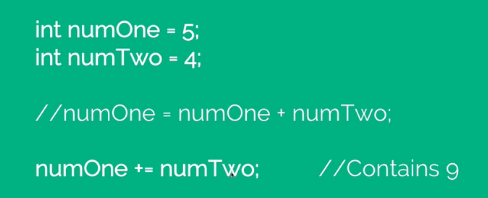 int numOne = 5;
int numTwo = 4;
//numOne = numOne + numTwo;
numOne += numTwo; //Contains 9